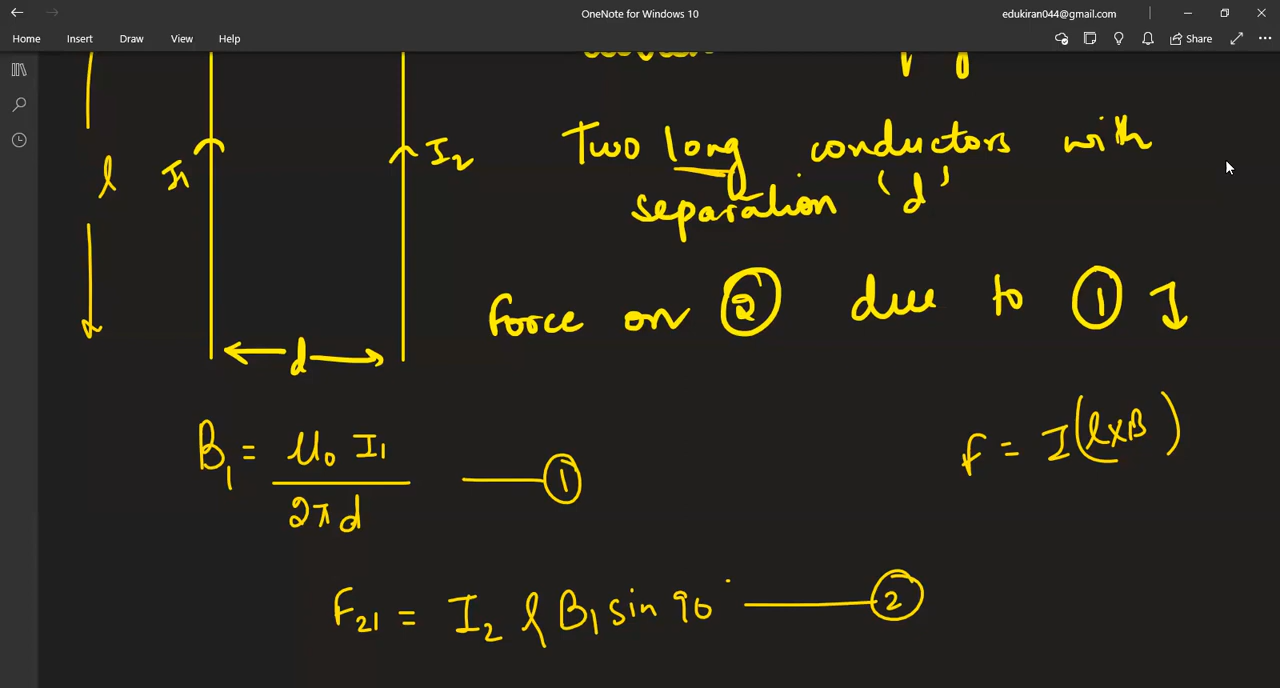 OneNote for Windows 10
edukiran044@gmail.com
Home Insert Draw View Help
Share
l I1 I2
Two long conductors with
separation 'd'
force on 2 due to 1
d
B1 = μ0 I1 / 2πd —— 1
F = I(l×B)
F21 = I2 l B1 sin 90° —— 2